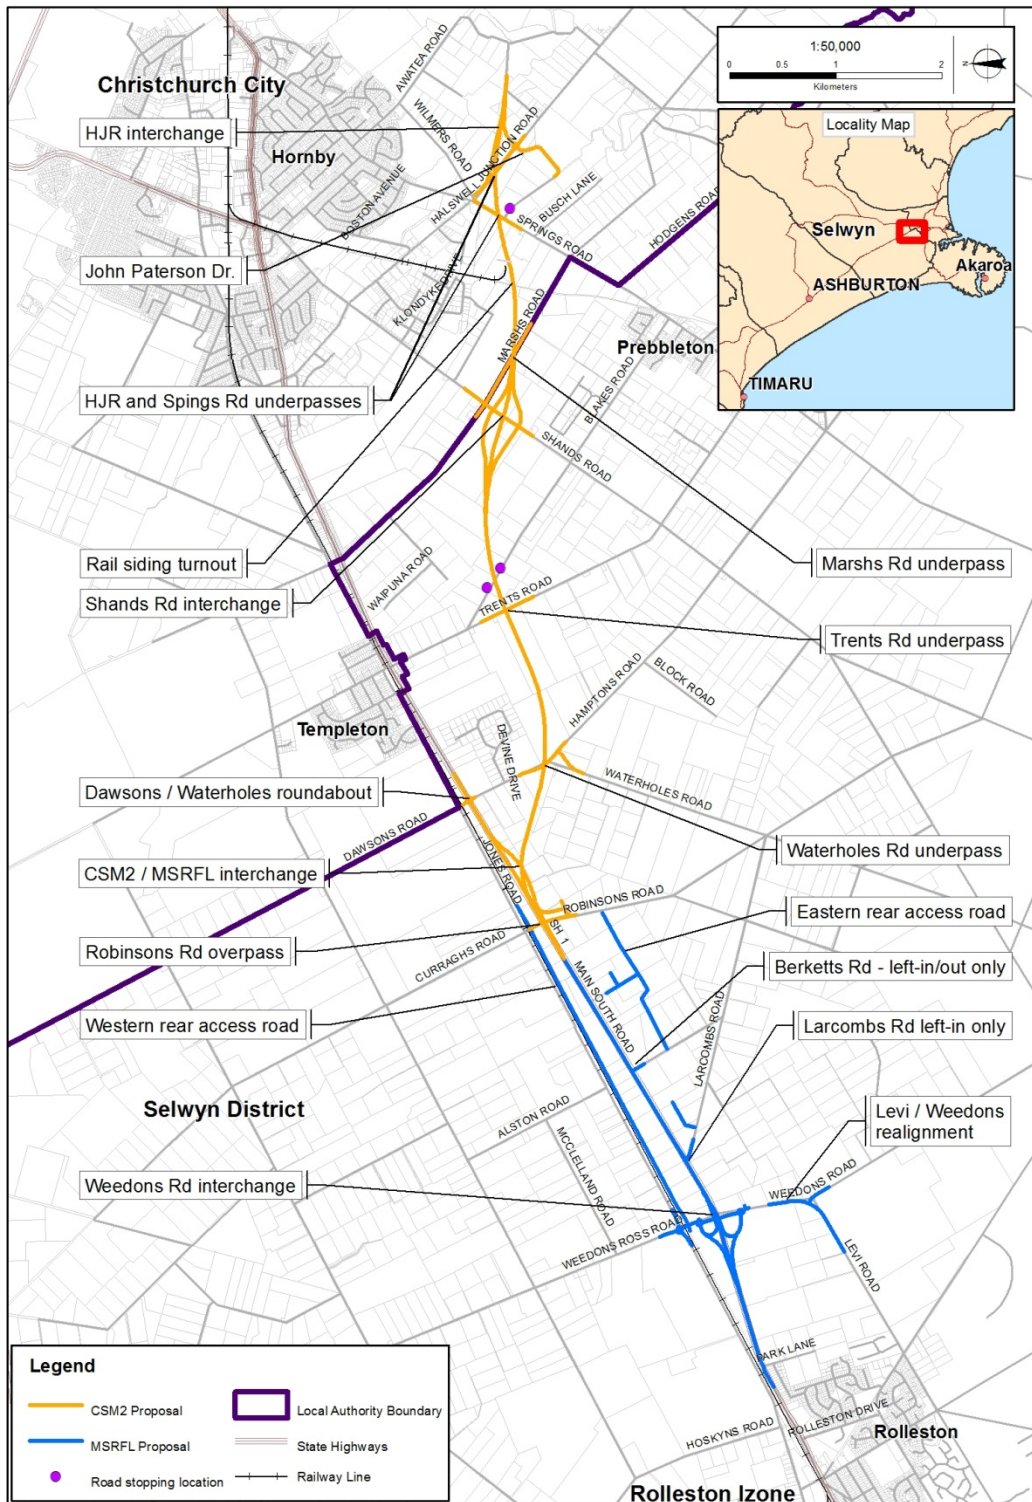 Christchurch City
HJR interchange
Hornby
AWATEA ROAD
WILMERS ROAD
HALSWELL JUNCTION ROAD
BOSTON AVENUE
BUSCH LANE
SPRINGS ROAD
HODGENS ROAD
John Paterson Dr.
KLONDYKE DRIVE
MARSHS ROAD
Prebbleton
HJR and Spings Rd underpasses
BLAKES ROAD
SHANDS ROAD
Rail siding turnout
Shands Rd interchange
WAIPUNA ROAD
TRENTS ROAD
Marshs Rd underpass
Trents Rd underpass
HAMPTONS ROAD
BLOCK ROAD
Templeton
DEVINE DRIVE
WATERHOLES ROAD
Dawsons / Waterholes roundabout
DAWSONS ROAD
JONES ROAD
Waterholes Rd underpass
CSM2 / MSRFL interchange
ROBINSONS ROAD
SH 1
Eastern rear access road
Robinsons Rd overpass
CURRAGHS ROAD
MAIN SOUTH ROAD
Berketts Rd - left-in/out only
Western rear access road
LARCOMBS ROAD
Larcombs Rd left-in only
Selwyn District
ALSTON ROAD
MCCLELLAND ROAD
Levi / Weedons
realignment
Weedons Rd interchange
WEEDONS ROAD
WEEDONS ROSS ROAD
LEVI ROAD
PARK LANE
HOSKYNS ROAD
ROLLESTON DRIVE
Rolleston
Rolleston Izone
1:50,000
0 0.5 1 2
Kilometers
N
Locality Map
Selwyn
Akaroa
ASHBURTON
TIMARU
Legend
CSM2 Proposal
Local Authority Boundary
MSRFL Proposal
State Highways
Road stopping location
Railway Line